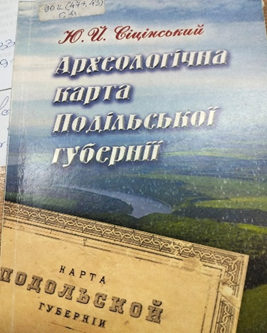 Ю. Й. Сіцінський
Археологічна
карта
Подільської
губернії
КАРТА
ПОДОЛЬСКОЙ
ГУБЕРНІИ